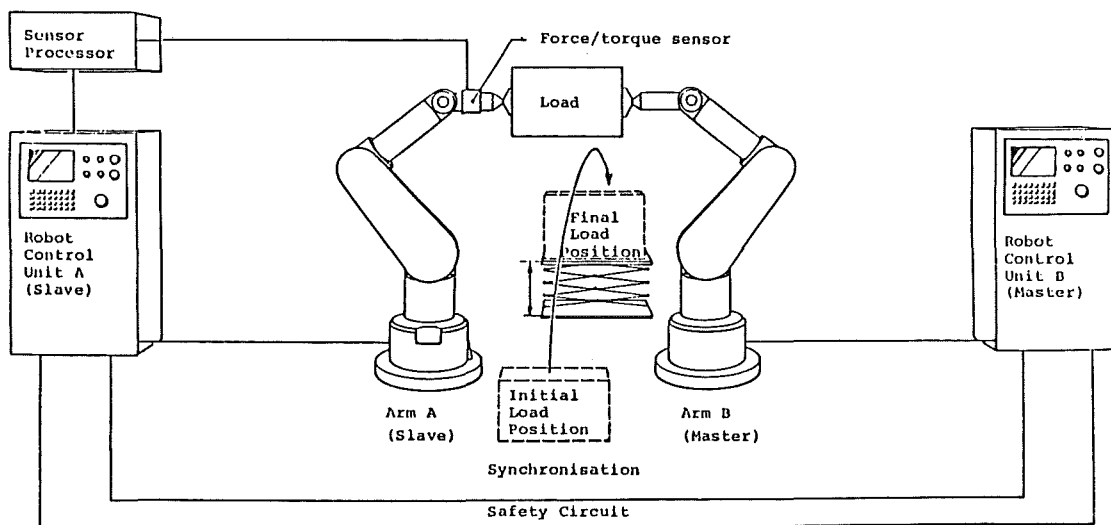 Sensor
Processor
Force/torque sensor
Load
Robot
Control
Unit A
(Slave)
Final
Load
Position
Robot
Control
Unit B
(Master)
Initial
Load
Position
Arm A
(Slave)
Arm B
(Master)
Synchronisation
Safety Circuit